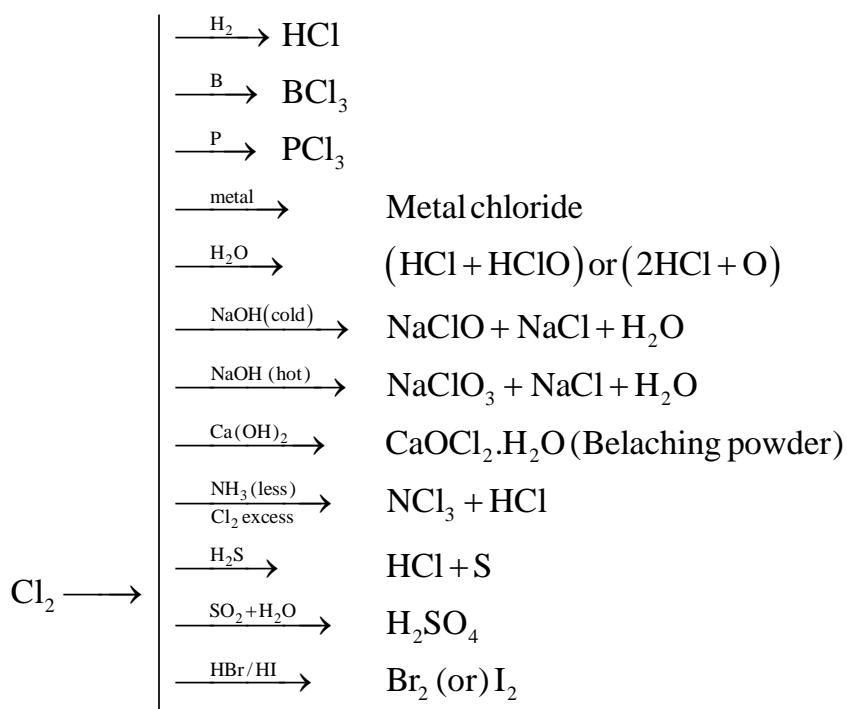 H₂ HCl
B BCl₃
P PCl₃
metal Metal chloride
H₂O (HCl + HClO) or (2HCl + O)
NaOH(cold) NaClO + NaCl + H₂O
NaOH (hot) NaClO₃ + NaCl + H₂O
Ca(OH)₂ CaOCl₂.H₂O (Belaching powder)
NH₃ (less) NCl₃ + HCl
Cl₂ excess
H₂S HCl + S
Cl₂
SO₂+H₂O H₂SO₄
HBr/HI Br₂ (or) I₂